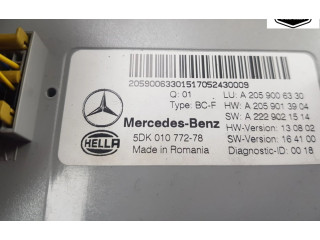 20590063301517052430009
Q: 01
LU: A 205 900 63 30
Type: BC-F
HW: A 205 901 39 04
SW: A 222 902 15 14
Mercedes-Benz
HW-Version: 13 08 02
HELLA
5DK 010 772-78
SW-Version: 16 41 00
Made in Romania
Diagnostic-ID: 00 18